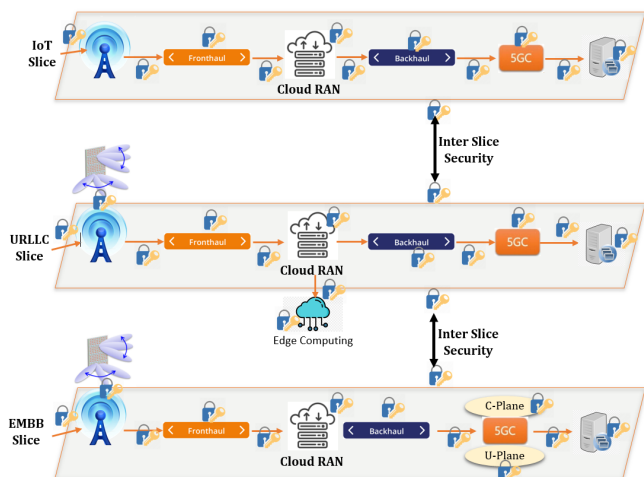 IoT
Slice
Fronthaul
Cloud RAN
Backhaul
5GC
Inter Slice
Security
URLLC
Slice
Fronthaul
Cloud RAN
Backhaul
5GC
Edge Computing
Inter Slice
Security
EMBB
Slice
Fronthaul
Cloud RAN
Backhaul
C-Plane
5GC
U-Plane